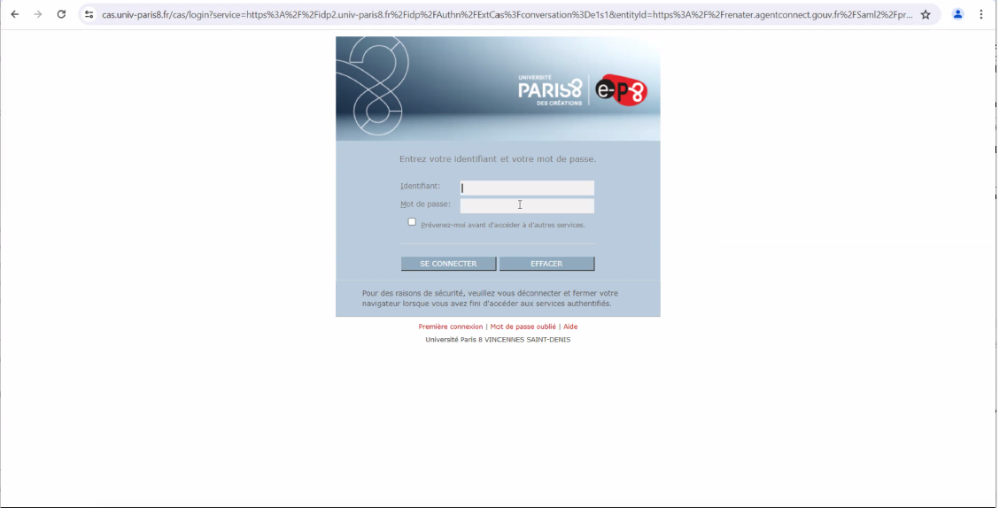 cas.univ-paris8.fr/cas/login?service=https%3A%2F%2Fidp2.univ-paris8.fr%2Fidp%2FAuthn%2FExtCas%3Fconversation%3De1s1&entityId=https%3A%2F%2Frenater.agentconnect.gouv.fr%2FSaml2%2Fpr...
UNIVERSITÉ
PARIS8
DES CRÉATIONS
e-P8
Entrez votre identifiant et votre mot de passe.
Identifiant:
Mot de passe:
Prévenez-moi avant d'accéder à d'autres services.
SE CONNECTER
EFFACER
Pour des raisons de sécurité, veuillez vous déconnecter et fermer votre
navigateur lorsque vous avez fini d'accéder aux services authentifiés.
Première connexion | Mot de passe oublié | Aide
Université Paris 8 VINCENNES SAINT-DENIS